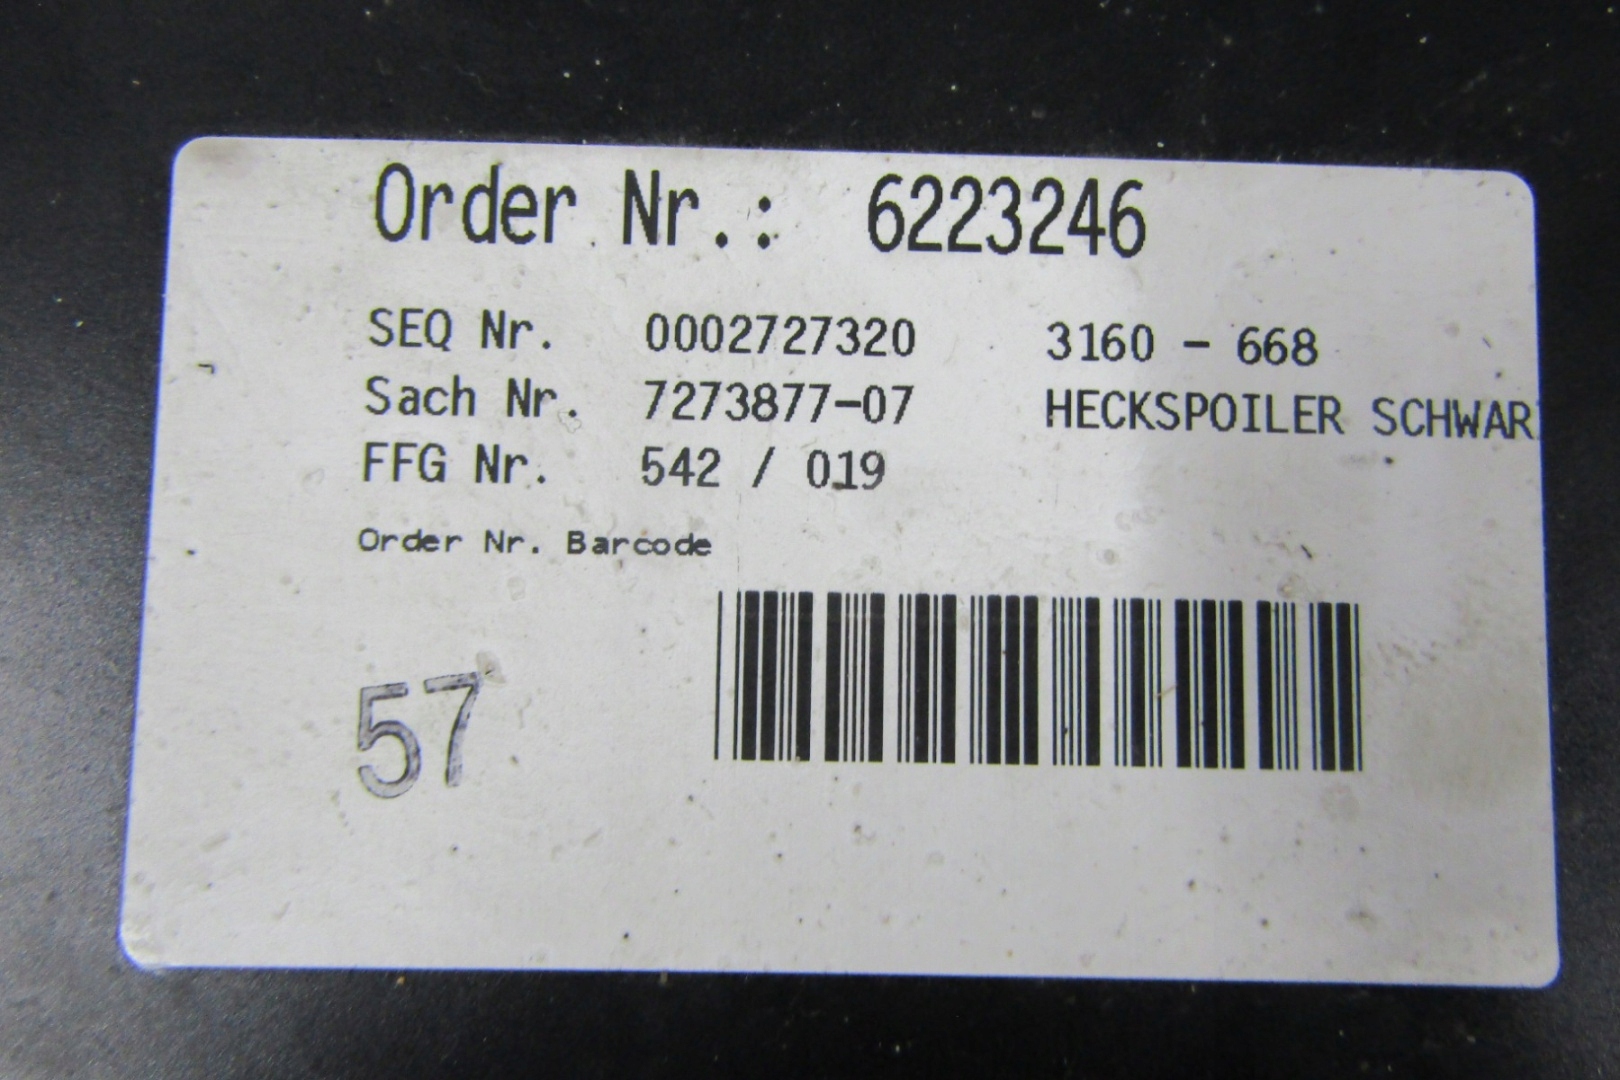 Order Nr.: 6223246
SEQ Nr. 0002727320 3160 - 668
Sach Nr. 7273877-07 HECKSPOILER SCHWAR
FFG Nr. 542 / 019
Order Nr. Barcode
57